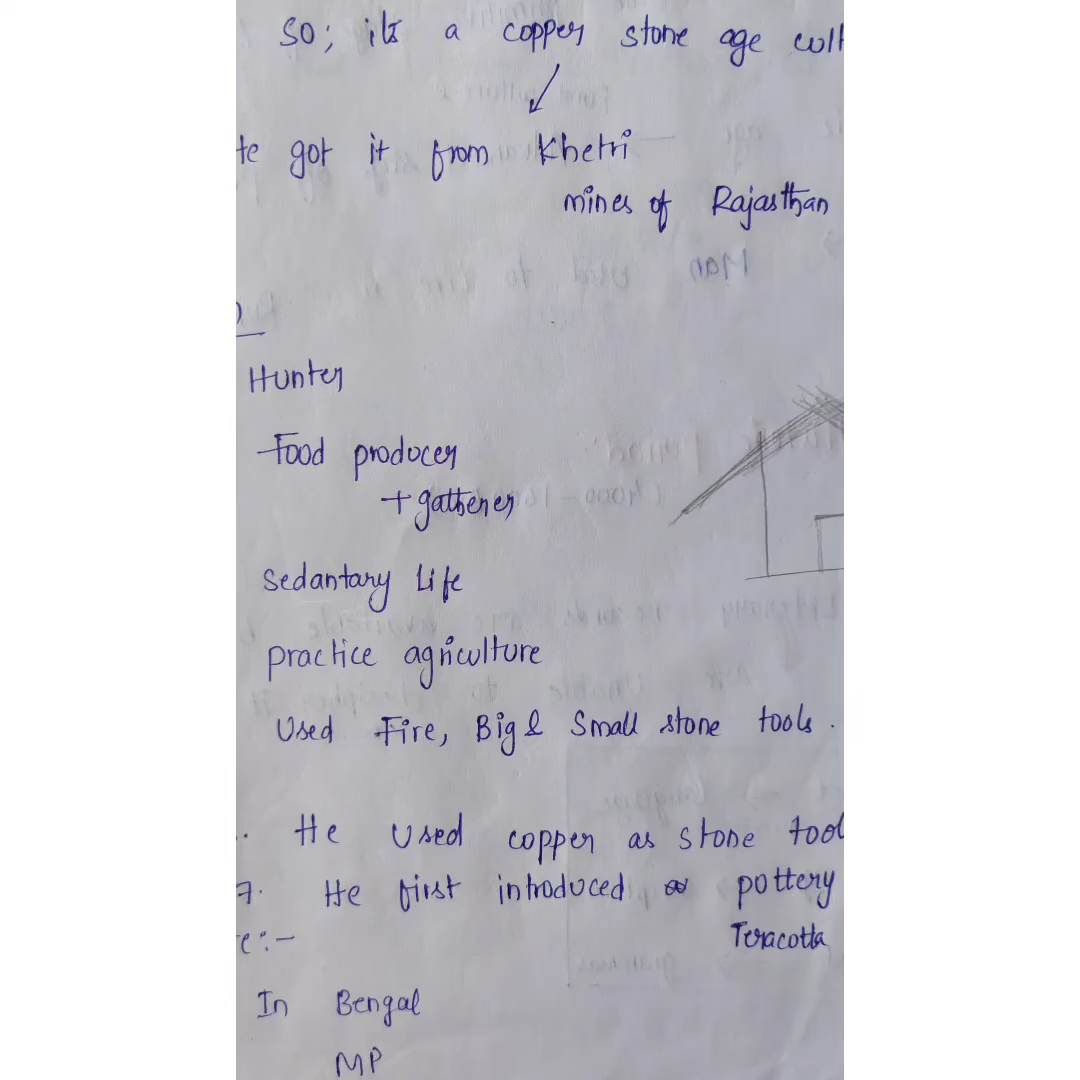 So; its a copper stone age cult
te got it from Khetri
mines of Rajasthan
Hunter
Food producer
+ gatherer
Sedantary Life
Practice agriculture
Used Fire, Big & Small stone tools.
He used copper as stone tool
7. He first introduced pottery
Teracotta
e:-
In Bengal
MP